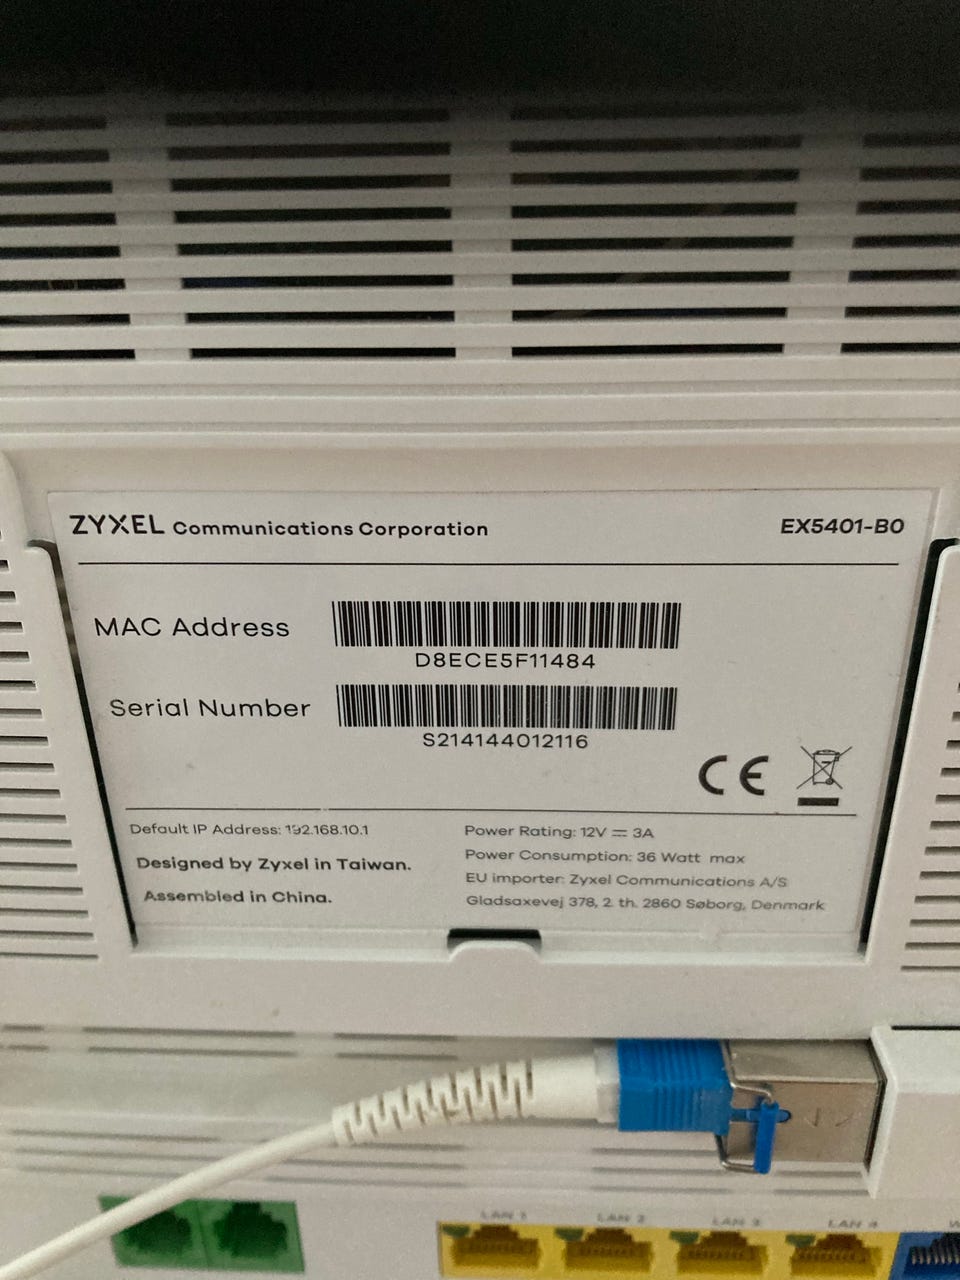 ZYXEL Communications Corporation EX5401-B0
MAC Address
D8ECE5F11484
Serial Number
S214144012116
CE
Default IP Address: 192.168.10.1
Designed by Zyxel in Taiwan.
Assembled in China.
Power Rating: 12V ⎓ 3A
Power Consumption: 36 Watt max
EU importer: Zyxel Communications A/S
Gladsaxevej 378, 2. th. 2860 Søborg, Denmark
LAN 1 LAN 2 LAN 3 LAN 4